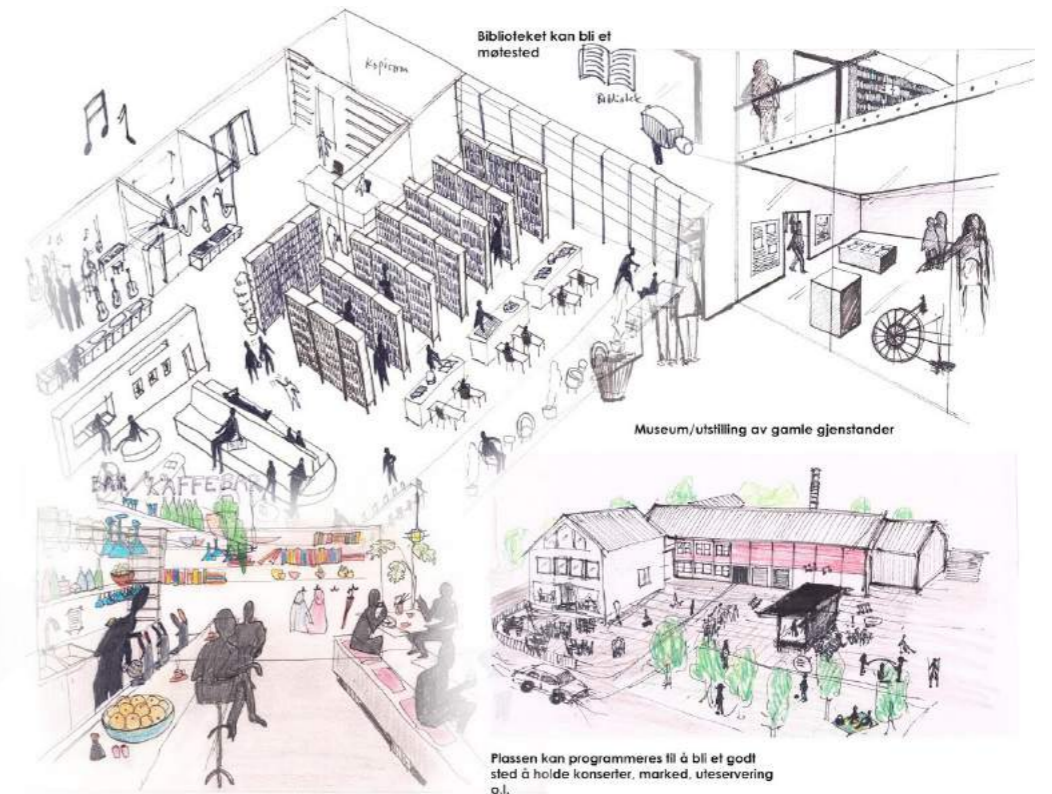 Biblioteket kan bli et
møtested
Kopirom
Bibliotek
Museum/utstilling av gamle gjenstander
BAR KAFFEBAR
Plassen kan programmeres til å bli et godt
sted å holde konserter, marked, uteservering
o.l.